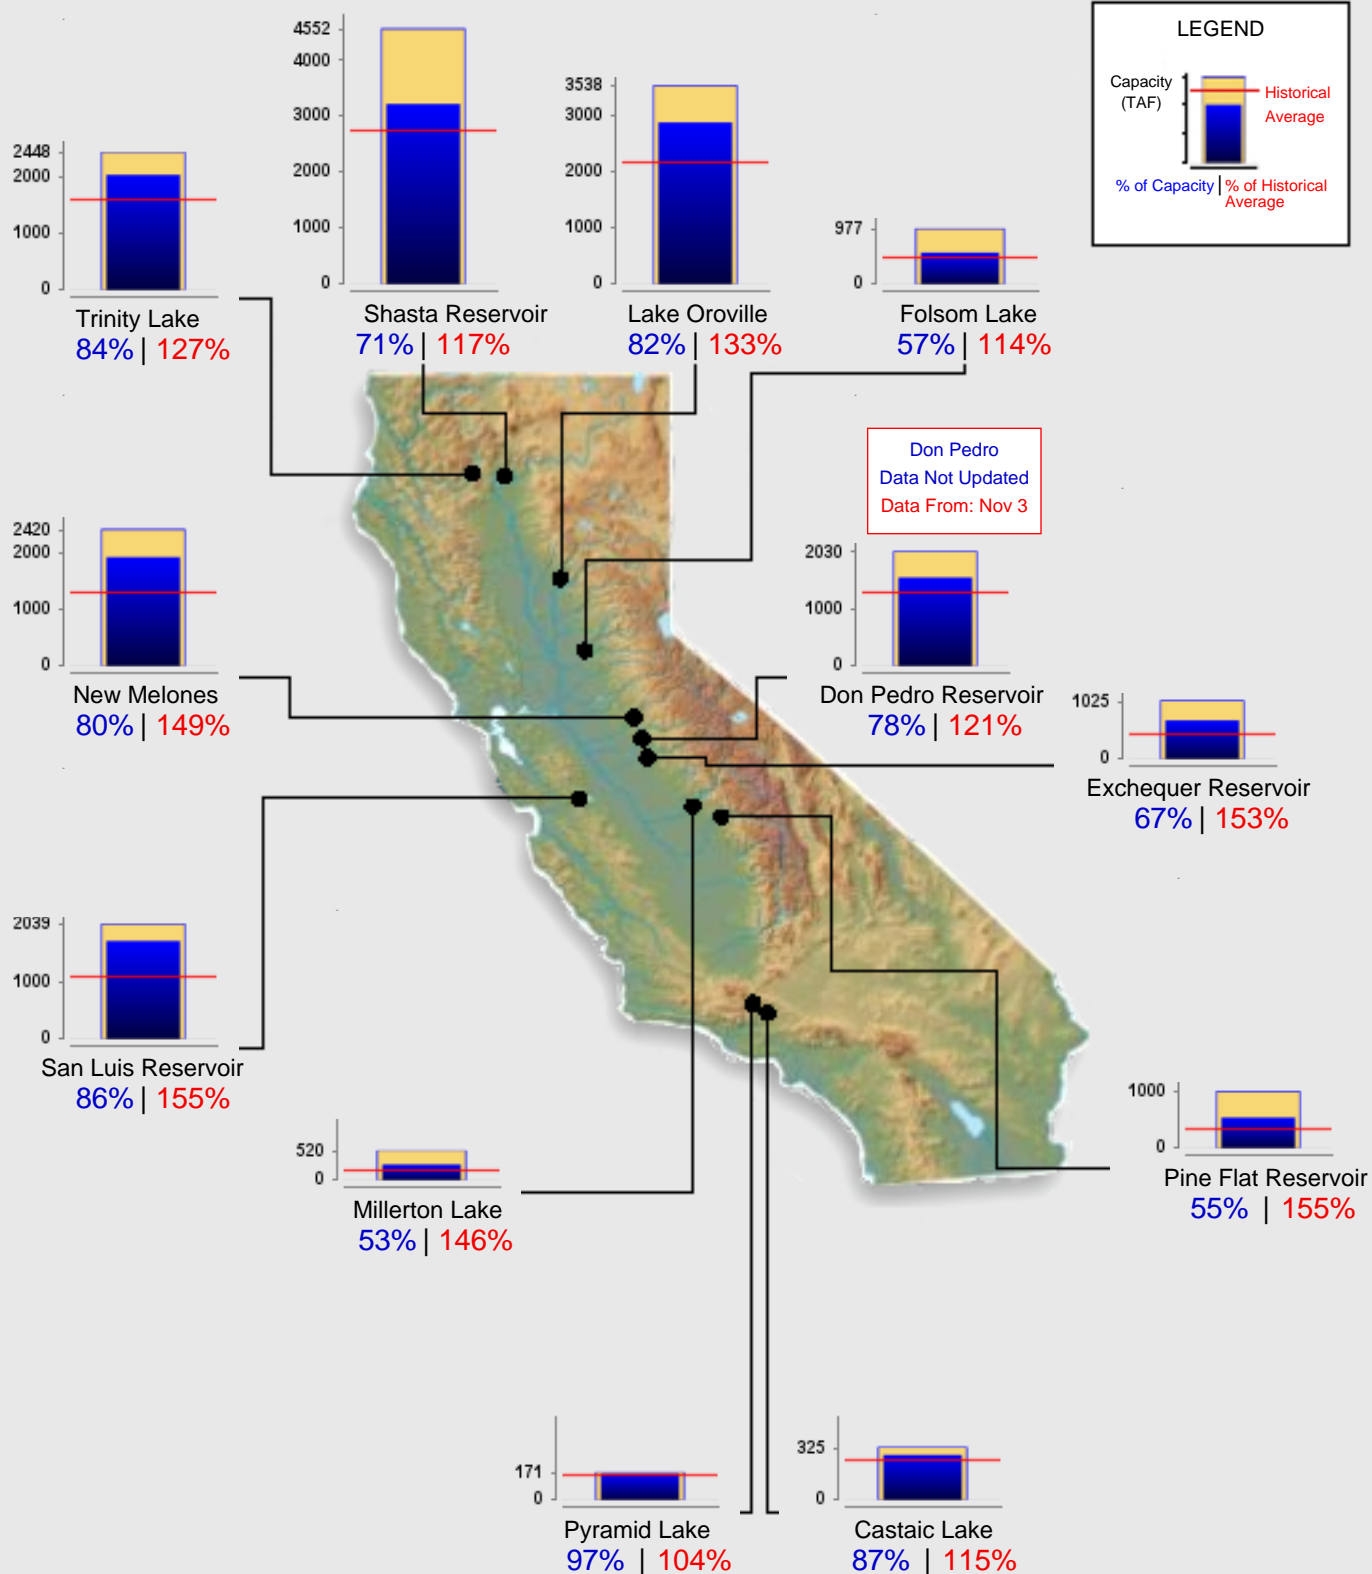 LEGEND
Capacity
(TAF)
Historical
Average
% of Capacity | % of Historical
Average
4552
4000
3000
2000
1000
0
Shasta Reservoir
71% | 117%
3538
3000
2000
1000
0
Lake Oroville
82% | 133%
2448
2000
1000
0
Trinity Lake
84% | 127%
977
0
Folsom Lake
57% | 114%
Don Pedro
Data Not Updated
Data From: Nov 3
2420
2000
1000
0
New Melones
80% | 149%
2030
1000
0
Don Pedro Reservoir
78% | 121%
1025
0
Exchequer Reservoir
67% | 153%
2039
1000
0
San Luis Reservoir
86% | 155%
520
0
Millerton Lake
53% | 146%
1000
0
Pine Flat Reservoir
55% | 155%
171
0
Pyramid Lake
97% | 104%
325
0
Castaic Lake
87% | 115%